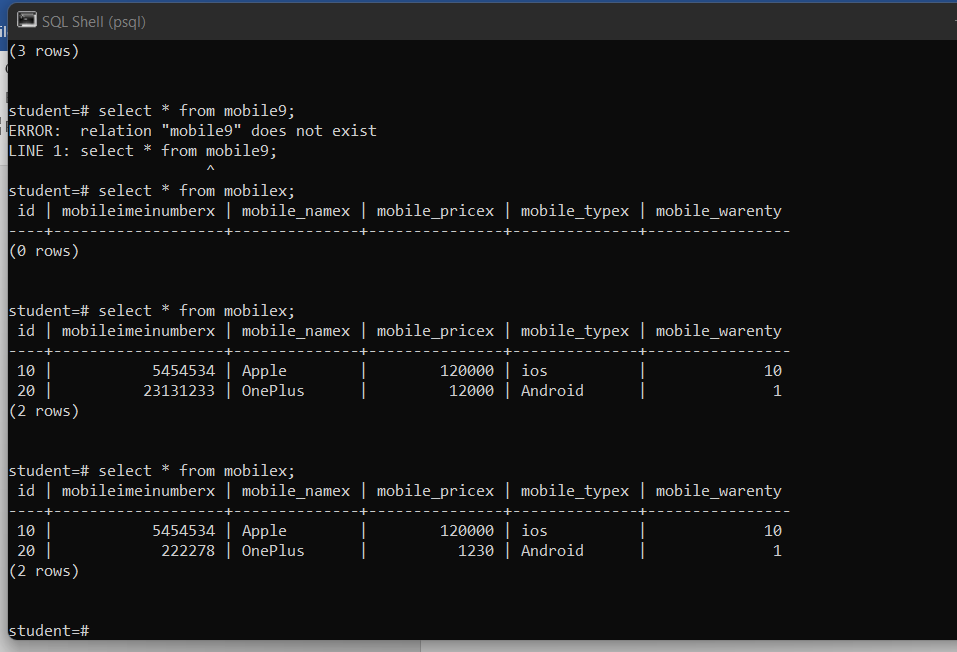 SQL Shell (psql)
(3 rows)
student=# select * from mobile9;
ERROR:  relation "mobile9" does not exist
LINE 1: select * from mobile9;
                      ^
student=# select * from mobilex;
 id | mobileimeinumberx | mobile_namex | mobile_pricex | mobile_typex | mobile_warenty
----+-------------------+--------------+---------------+--------------+----------------
(0 rows)
student=# select * from mobilex;
 id | mobileimeinumberx | mobile_namex | mobile_pricex | mobile_typex | mobile_warenty
----+-------------------+--------------+---------------+--------------+----------------
 10 |           5454534 | Apple        |        120000 | ios          |             10
 20 |          23131233 | OnePlus      |         12000 | Android      |              1
(2 rows)
student=# select * from mobilex;
 id | mobileimeinumberx | mobile_namex | mobile_pricex | mobile_typex | mobile_warenty
----+-------------------+--------------+---------------+--------------+----------------
 10 |           5454534 | Apple        |        120000 | ios          |             10
 20 |            222278 | OnePlus      |          1230 | Android      |              1
(2 rows)
student=#